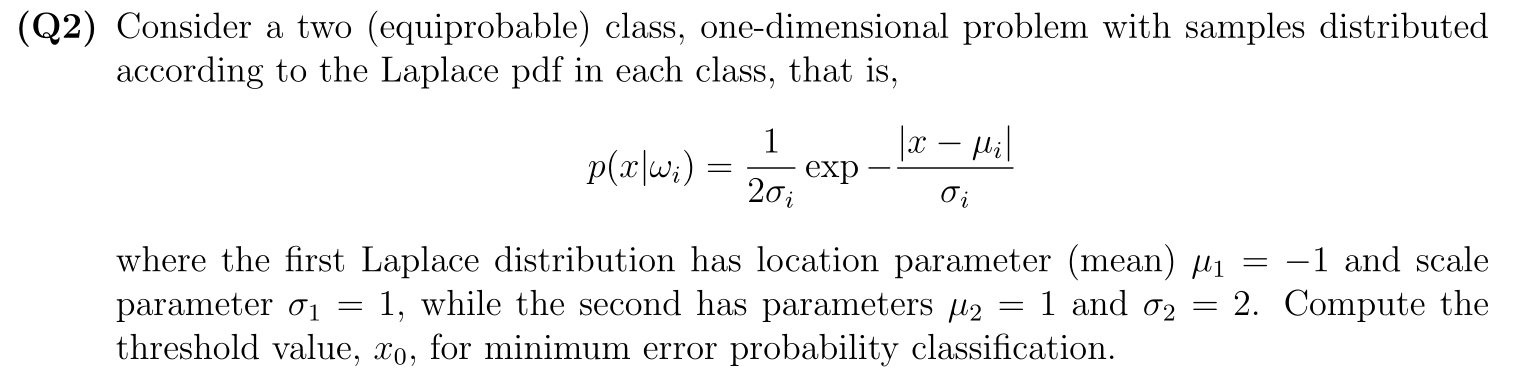 (Q2) Consider a two (equiprobable) class, one-dimensional problem with samples distributed
according to the Laplace pdf in each class, that is,
p(x|ω_i) = \frac{1}{2σ_i} exp −\frac{|x − μ_i|}{σ_i}
where the first Laplace distribution has location parameter (mean) μ_1 = −1 and scale
parameter σ_1 = 1, while the second has parameters μ_2 = 1 and σ_2 = 2. Compute the
threshold value, x_0, for minimum error probability classification.